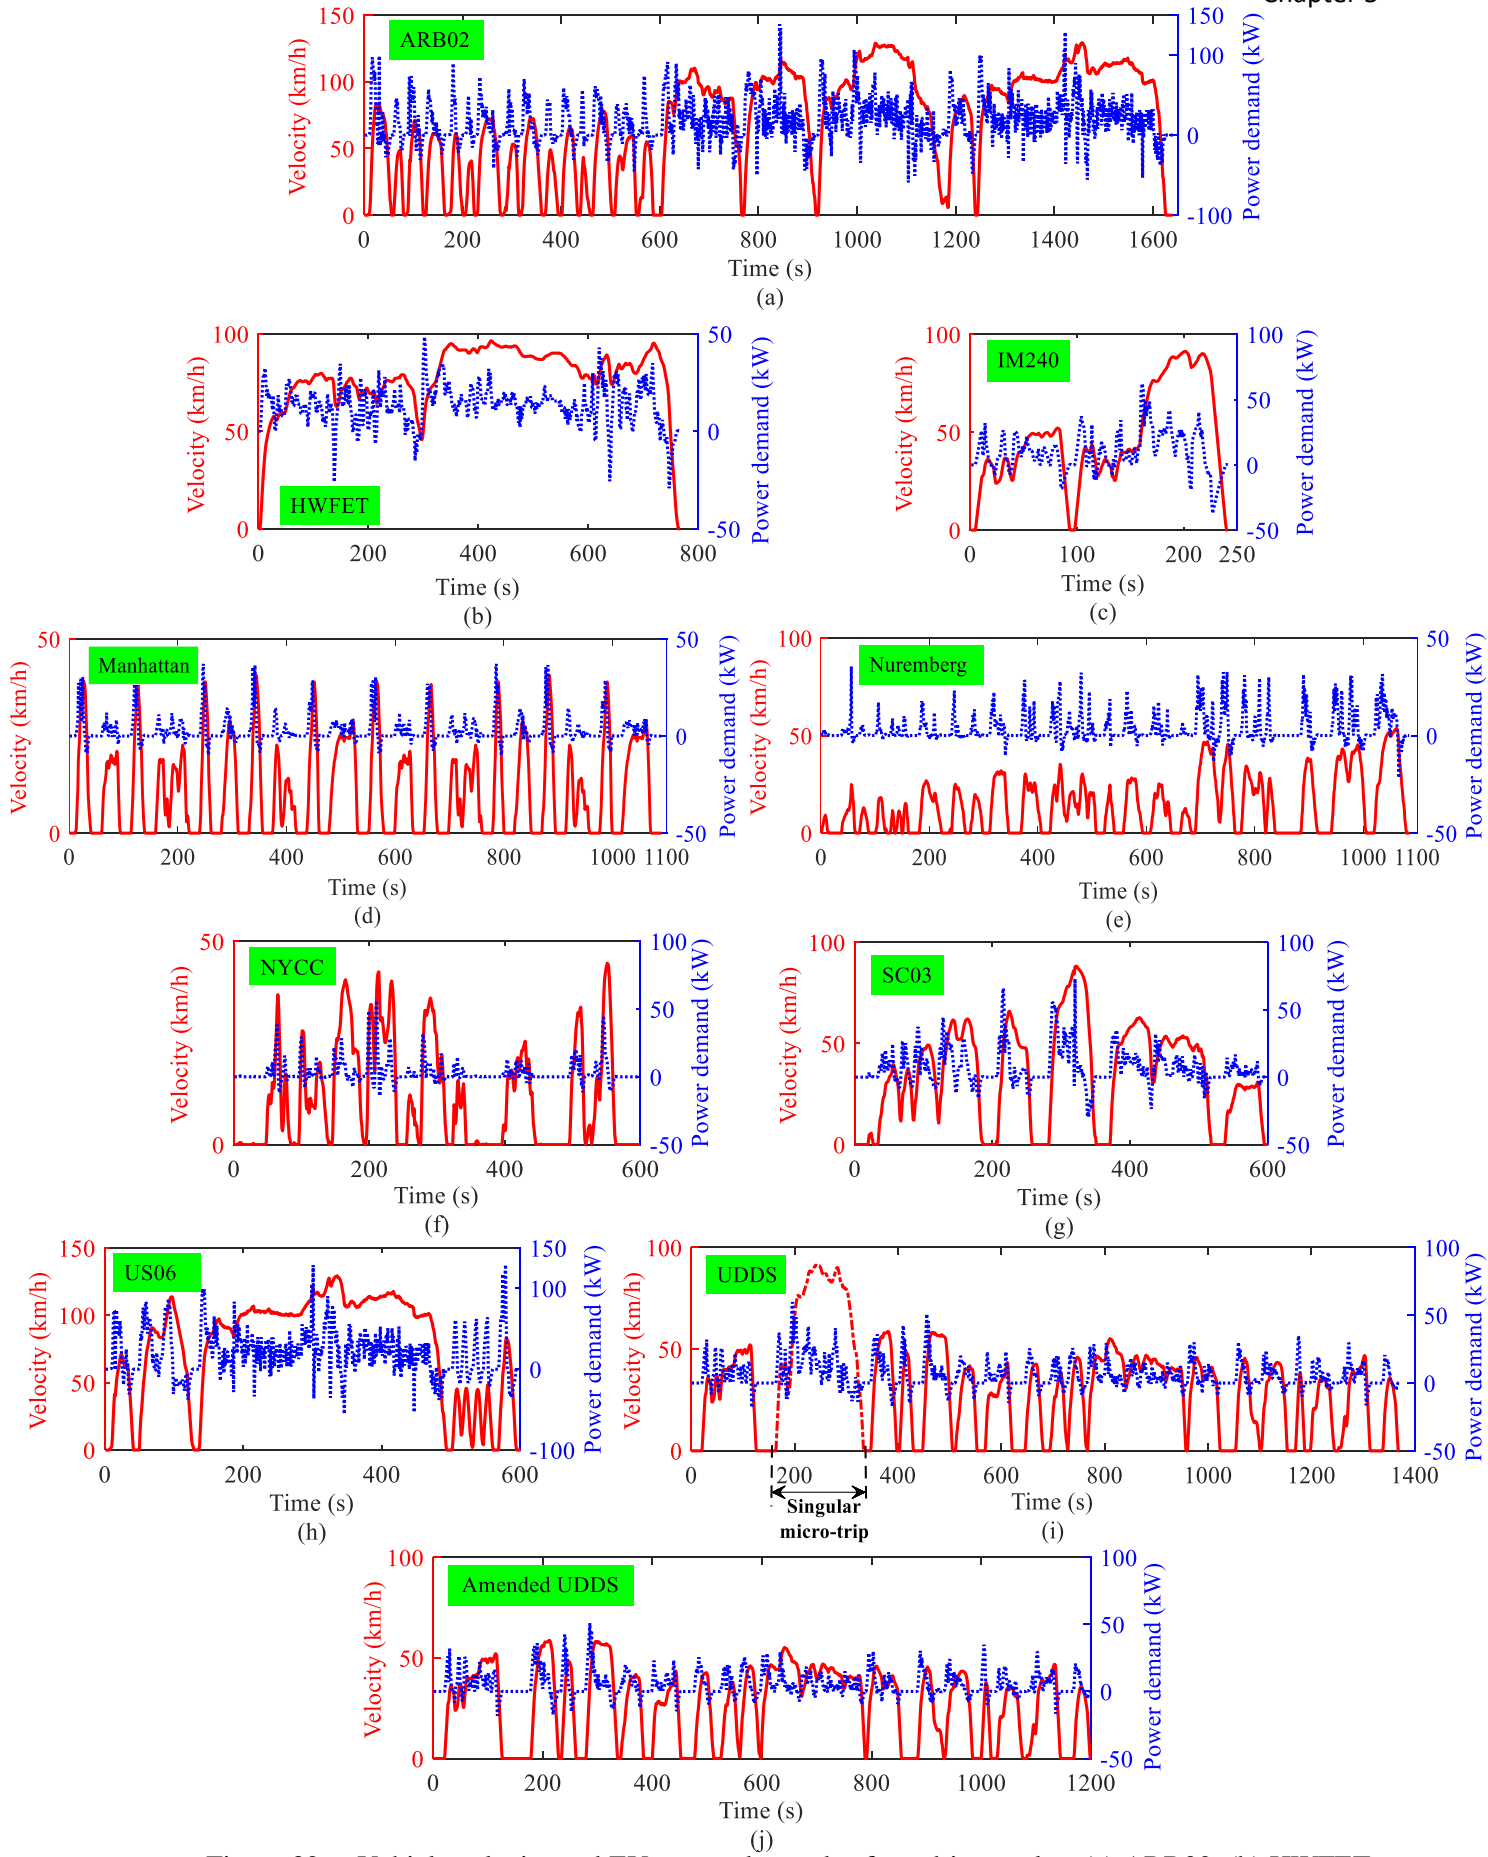 ARB02
Velocity (km/h)
150
100
50
0
150
100
0
-100
Power demand (kW)
0 200 400 600 800 1000 1200 1400 1600
Time (s)
(a)
HWFET
Velocity (km/h)
100
50
0
50
0
-50
Power demand (kW)
0 200 400 600 800
Time (s)
(b)
IM240
Velocity (km/h)
100
50
0
100
50
0
-50
Power demand (kW)
0 100 200 250
Time (s)
(c)
Manhattan
Velocity (km/h)
50
0
50
0
-50
Power demand (kW)
0 200 400 600 800 1000 1100
Time (s)
(d)
Nuremberg
Velocity (km/h)
100
50
0
50
0
-50
Power demand (kW)
0 200 400 600 800 1000 1100
Time (s)
(e)
NYCC
Velocity (km/h)
50
0
100
50
0
-50
Power demand (kW)
0 200 400 600
Time (s)
(f)
SC03
Velocity (km/h)
100
50
0
100
50
0
-50
Power demand (kW)
0 200 400 600
Time (s)
(g)
US06
Velocity (km/h)
150
100
50
0
150
100
0
-100
Power demand (kW)
0 200 400 600
Time (s)
(h)
UDDS
Velocity (km/h)
100
50
0
100
50
0
-50
Power demand (kW)
0 200 400 600 800 1000 1200 1400
Singular
micro-trip
Time (s)
(i)
Amended UDDS
Velocity (km/h)
100
50
0
100
50
0
-50
Power demand (kW)
0 200 400 600 800 1000 1200
Time (s)
(j)